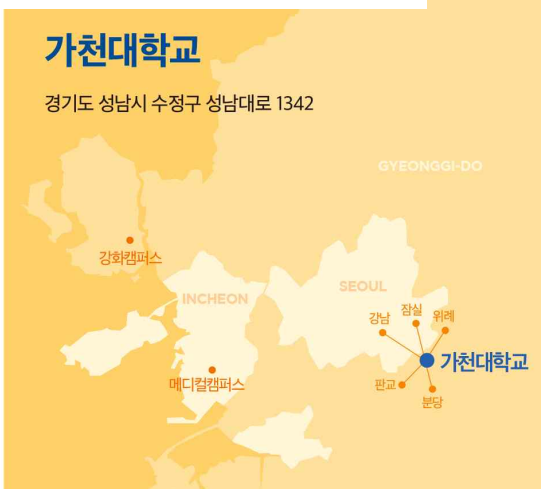 가천대학교
경기도 성남시 수정구 성남대로 1342
GYEONGGI-DO
강화캠퍼스
INCHEON
SEOUL
강남
잠실
위례
가천대학교
메디컬캠퍼스
판교
분당